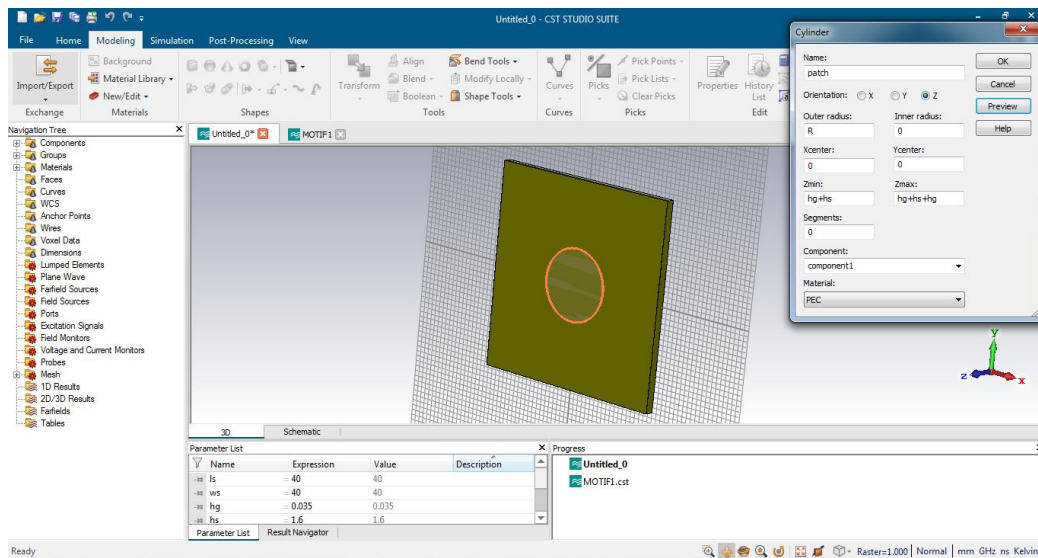 Untitled_0 - CST STUDIO SUITE
File Home Modeling Simulation Post-Processing View
Import/Export
Background
Material Library
New/Edit
Exchange
Materials
Shapes
Transform
Align
Blend
Boolean
Bend Tools
Modify Locally
Shape Tools
Tools
Curves
Curves
Picks
Pick Points
Pick Lists
Clear Picks
Picks
Properties
History List
Edit
Navigation Tree
Components
Groups
Materials
Faces
Curves
WCS
Anchor Points
Wires
Voxel Data
Dimensions
Lumped Elements
Plane Wave
Farfield Sources
Field Sources
Ports
Excitation Signals
Field Monitors
Voltage and Current Monitors
Probes
Mesh
1D Results
2D/3D Results
Farfields
Tables
Untitled_0*
MOTIF1
Cylinder
Name:
patch
Orientation: X Y Z
Outer radius: Inner radius:
R 0
Xcenter: Ycenter:
0 0
Zmin: Zmax:
hg+hs hg+hs+hg
Segments:
0
Component:
component1
Material:
PEC
OK
Cancel
Preview
Help
y
z x
3D Schematic
Parameter List
Name Expression Value Description
ls = 40 40
ws = 40 40
hg = 0.035 0.035
hs = 1.6 1.6
Parameter List Result Navigator
Progress
Untitled_0
MOTIF1.cst
Ready
Raster=1.000 Normal mm GHz ns Kelvin